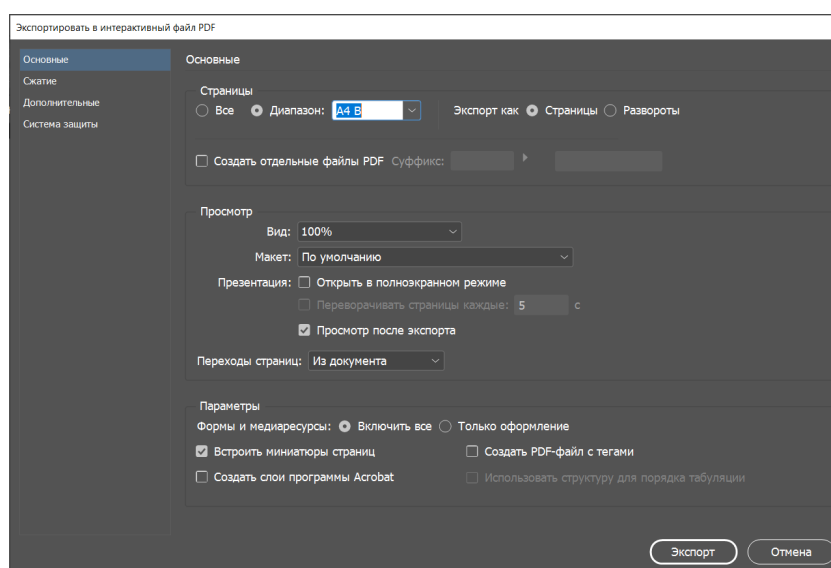 Экспортировать в интерактивный файл PDF
Основные
Сжатие
Дополнительные
Система защиты
Основные
Страницы
Все Диапазон: A4 B Экспорт как Страницы Развороты
Создать отдельные файлы PDF Суффикс:
Просмотр
Вид: 100%
Макет: По умолчанию
Презентация: Открыть в полноэкранном режиме
Переворачивать страницы каждые: 5 с
Просмотр после экспорта
Переходы страниц: Из документа
Параметры
Формы и медиаресурсы: Включить все Только оформление
Встроить миниатюры страниц Создать PDF-файл с тегами
Создать слои программы Acrobat Использовать структуру для порядка табуляции
Экспорт Отмена